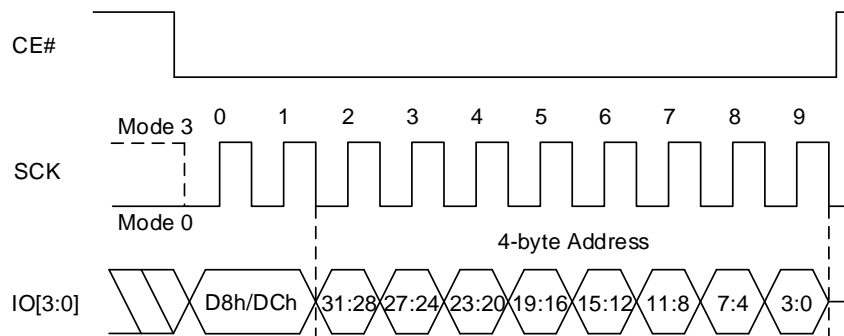 CE#
0 1 2 3 4 5 6 7 8 9
Mode 3
SCK
Mode 0
4-byte Address
IO[3:0] D8h/DCh 31:28 27:24 23:20 19:16 15:12 11:8 7:4 3:0